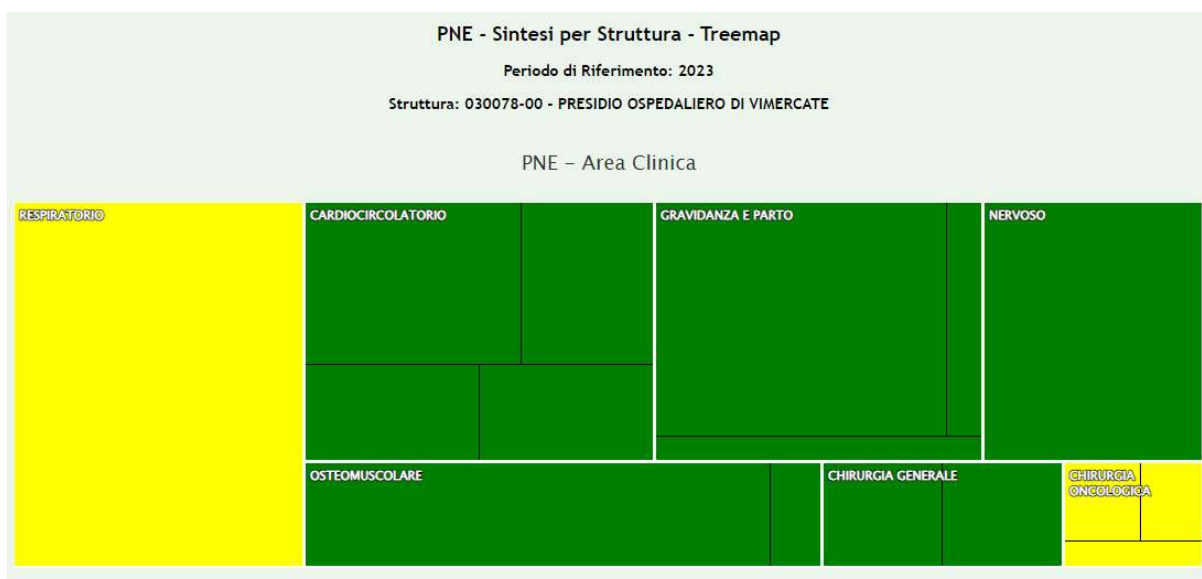 PNE - Sintesi per Struttura - Treemap
Periodo di Riferimento: 2023
Struttura: 030078-00 - PRESIDIO OSPEDALIERO DI VIMERCATE
PNE – Area Clinica
RESPIRATORIO
CARDIOCIRCOLATORIO
GRAVIDANZA E PARTO
NERVOSO
OSTEOMUSCOLARE
CHIRURGIA GENERALE
CHIRURGIA
ONCOLOGICA